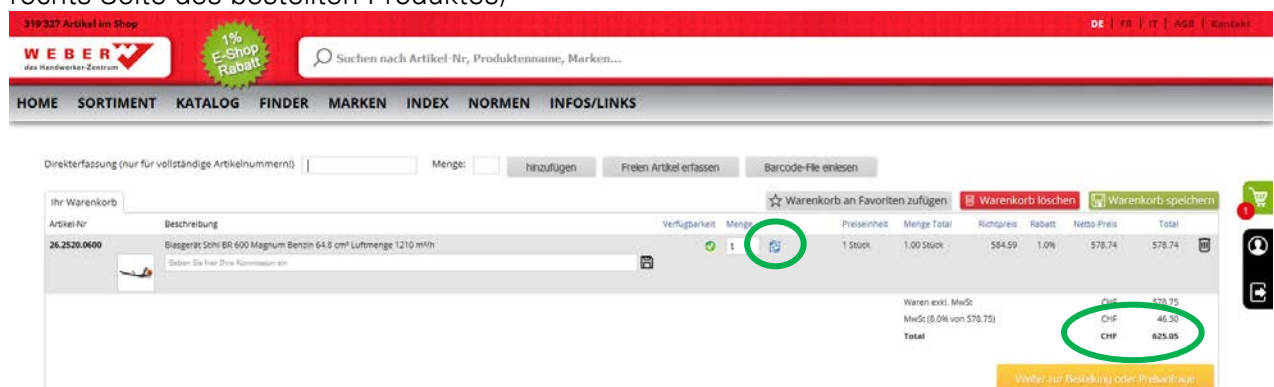 rechts Seite des bestellten Produktes)
319'327 Artikel im Shop
DE | FR | IT | AGB | Kontakt
WEBER
das Handwerker-Zentrum
1%
E-Shop
Rabatt
Suchen nach Artikel-Nr, Produktenname, Marken...
HOME SORTIMENT KATALOG FINDER MARKEN INDEX NORMEN INFOS/LINKS
Direkterfassung (nur für vollständige Artikelnummern!) Menge: hinzufügen Freien Artikel erfassen Barcode-File einlesen
Ihr Warenkorb Warenkorb an Favoriten zufügen Warenkorb löschen Warenkorb speichern
1
Artikel-Nr Beschreibung Verfügbarkeit Menge Preiseinheit Menge Total Richtpreis Rabatt Netto-Preis Total
26.2520.0600 Blasgerät Stihl BR 600 Magnum Benzin 64.8 cm³ Luftmenge 1210 m³/h 1 1 Stück 1.00 Stück 584.59 1.0% 578.74 578.74
Geben Sie hier Ihre Kommission ein
Waren exkl. MwSt CHF 578.75
MwSt (8.0% von 578.75) CHF 46.30
Total CHF 625.05
Weiter zur Bestellung oder Preisanfrage